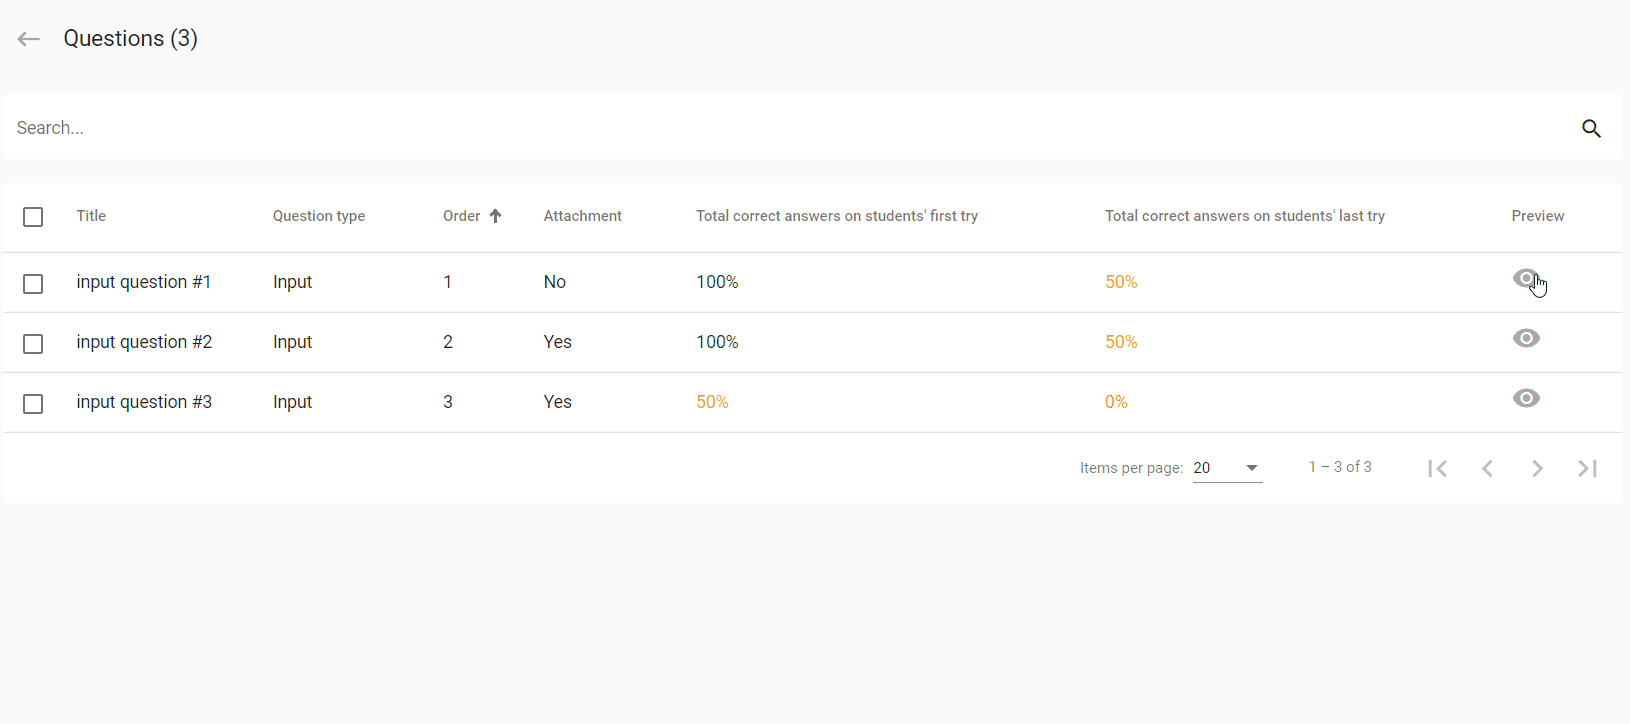 Questions (3)
Search...
Title Question type Order Attachment Total correct answers on students' first try Total correct answers on students' last try Preview
input question #1 Input 1 No 100% 50%
input question #2 Input 2 Yes 100% 50%
input question #3 Input 3 Yes 50% 0%
Items per page: 20 1 – 3 of 3